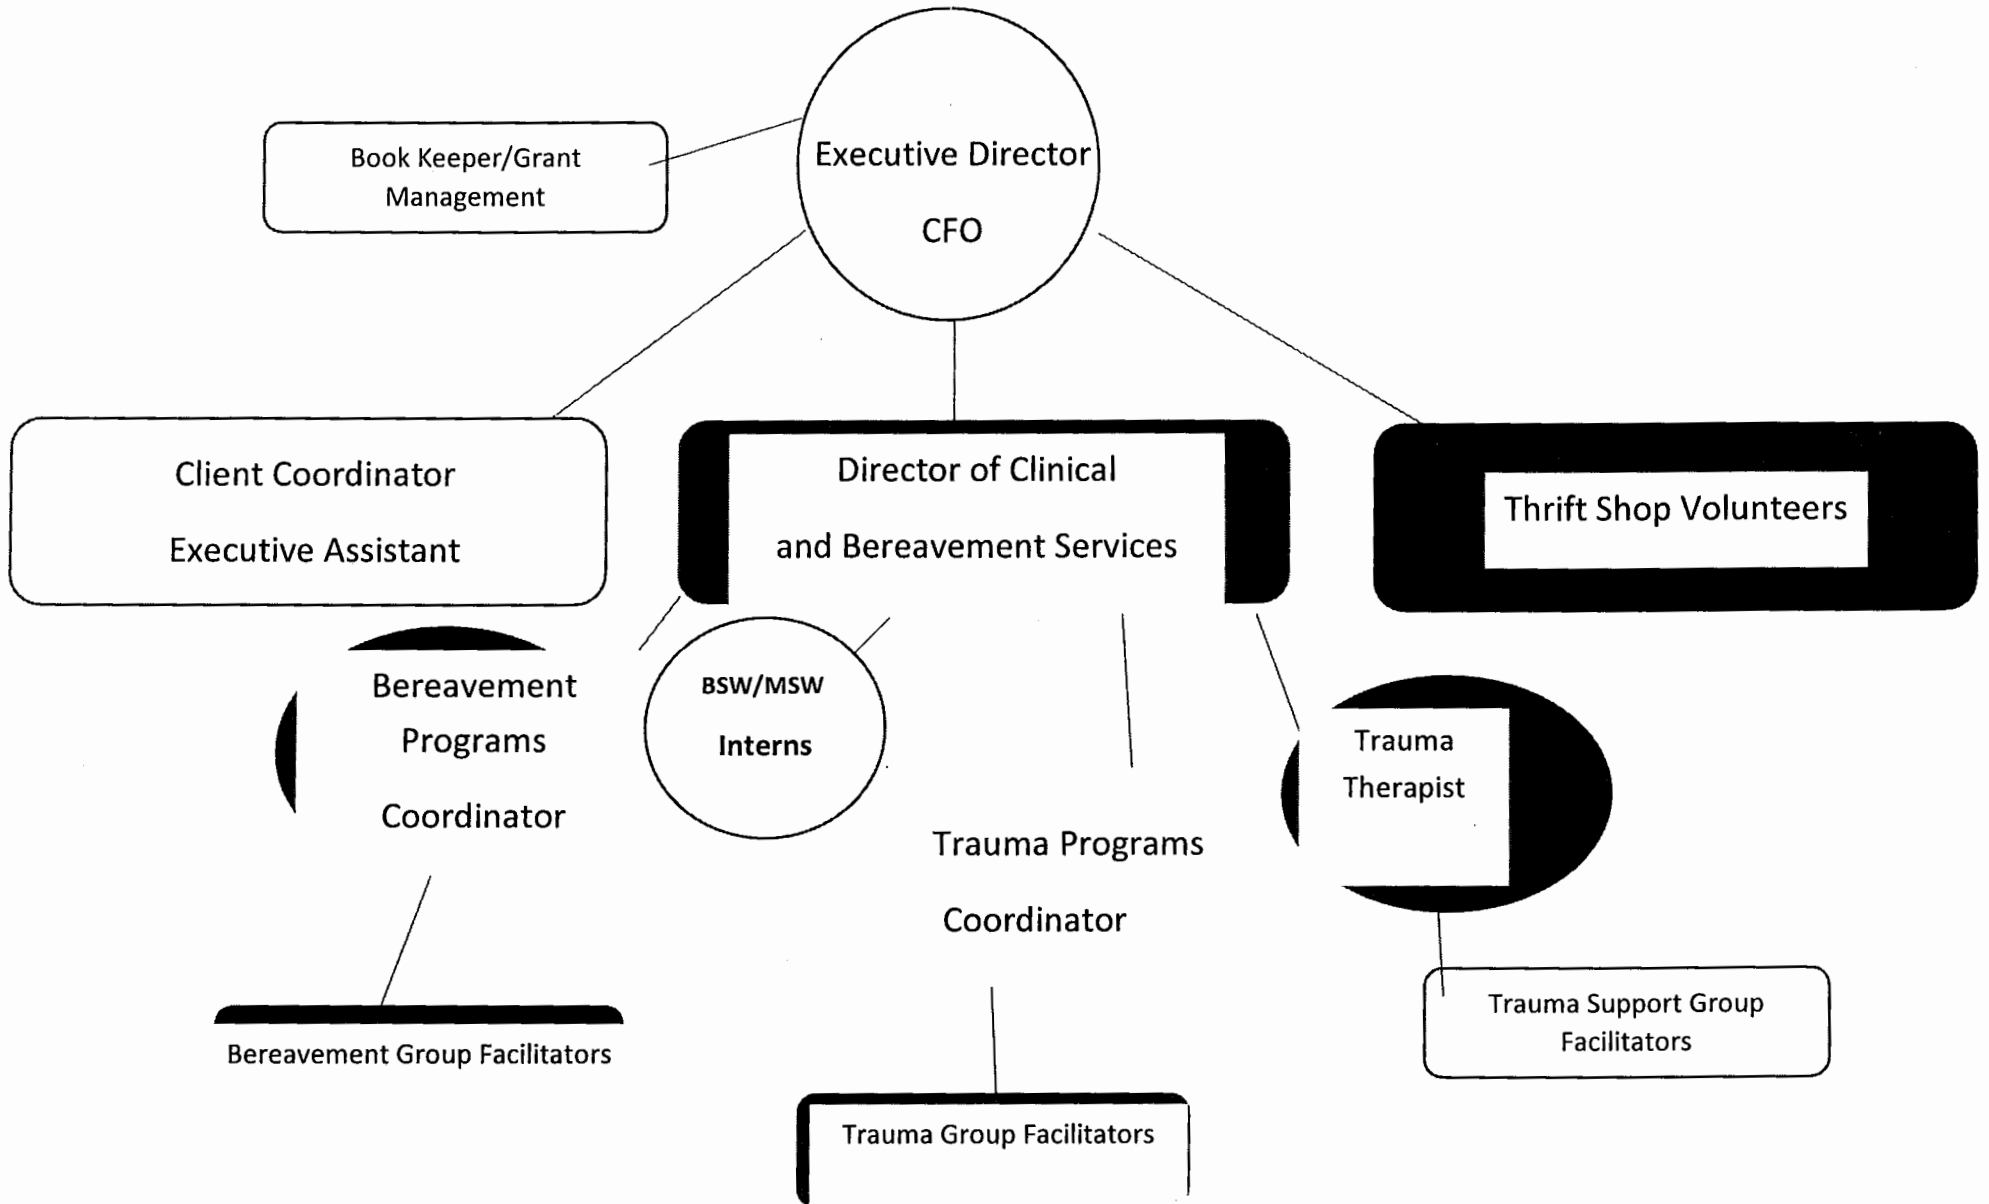 Executive Director
CFO
Book Keeper/Grant
Management
Client Coordinator
Executive Assistant
Director of Clinical
and Bereavement Services
Thrift Shop Volunteers
Bereavement
Programs
Coordinator
BSW/MSW
Interns
Trauma Programs
Coordinator
Trauma
Therapist
Bereavement Group Facilitators
Trauma Group Facilitators
Trauma Support Group
Facilitators